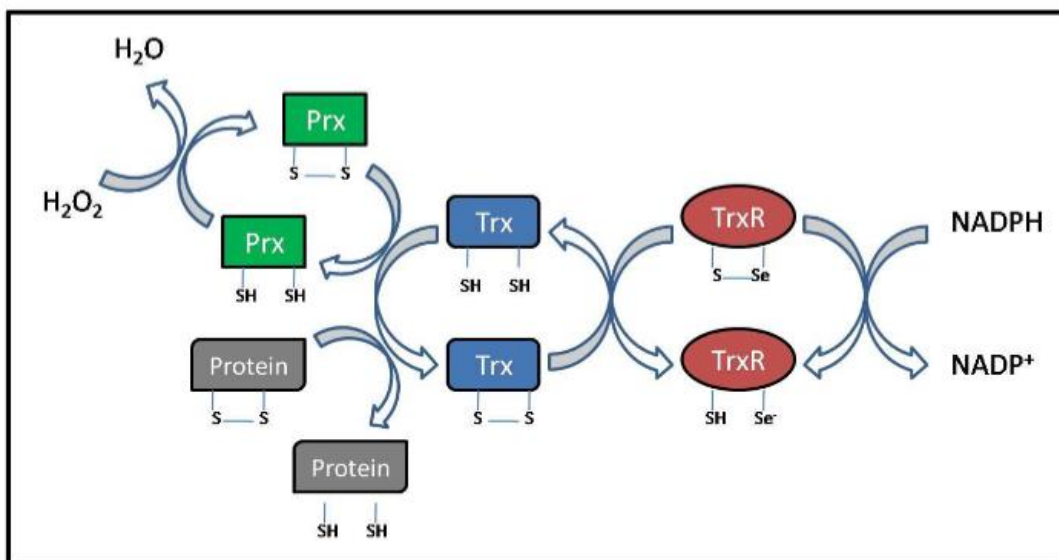 H₂O
Prx
S S
H₂O₂
Prx
SH SH
Trx
SH SH
TrxR
S Se
NADPH
Protein
S S
Trx
S S
TrxR
SH Se⁻
NADP⁺
Protein
SH SH